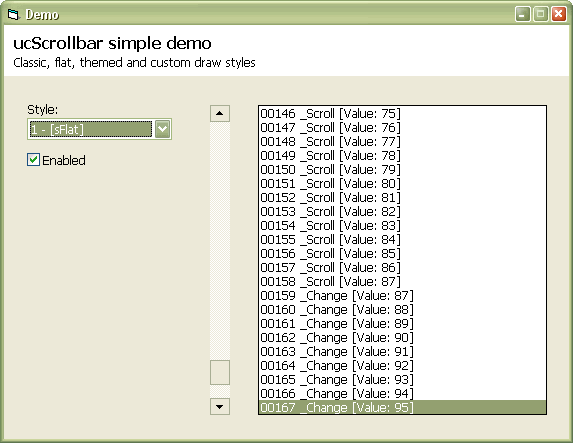 Demo
ucScrollbar simple demo
Classic, flat, themed and custom draw styles
Style:
1 - [sFlat]
Enabled
00146 _Scroll [Value: 75]
00147 _Scroll [Value: 76]
00148 _Scroll [Value: 77]
00149 _Scroll [Value: 78]
00150 _Scroll [Value: 79]
00151 _Scroll [Value: 80]
00152 _Scroll [Value: 81]
00153 _Scroll [Value: 82]
00154 _Scroll [Value: 83]
00155 _Scroll [Value: 84]
00156 _Scroll [Value: 85]
00157 _Scroll [Value: 86]
00158 _Scroll [Value: 87]
00159 _Change [Value: 87]
00160 _Change [Value: 88]
00161 _Change [Value: 89]
00162 _Change [Value: 90]
00163 _Change [Value: 91]
00164 _Change [Value: 92]
00165 _Change [Value: 93]
00166 _Change [Value: 94]
00167 _Change [Value: 95]